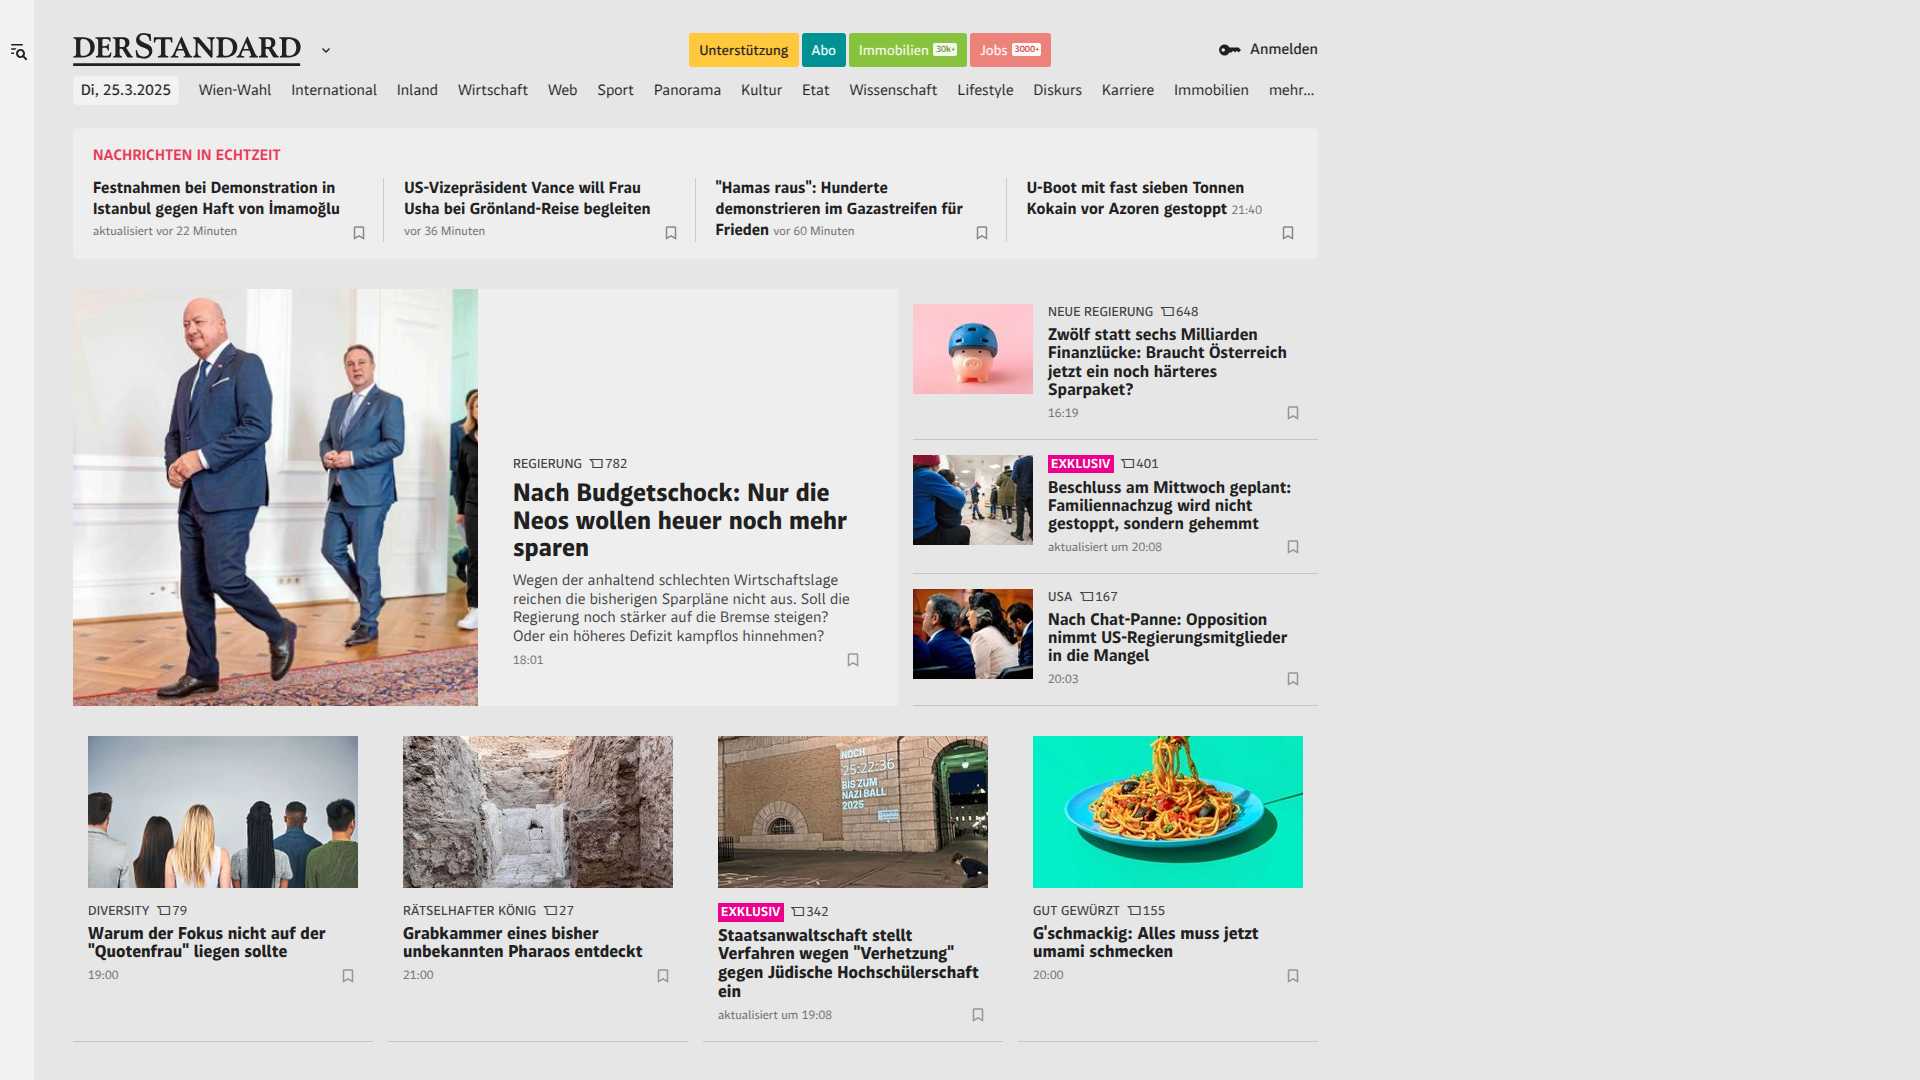 DERSTANDARD
Unterstützung
Abo
Immobilien 30k+
Jobs 3000+
Anmelden
Di, 25.3.2025
Wien-Wahl
International
Inland
Wirtschaft
Web
Sport
Panorama
Kultur
Etat
Wissenschaft
Lifestyle
Diskurs
Karriere
Immobilien
mehr...
NACHRICHTEN IN ECHTZEIT
Festnahmen bei Demonstration in
Istanbul gegen Haft von İmamoğlu
aktualisiert vor 22 Minuten
US-Vizepräsident Vance will Frau
Usha bei Grönland-Reise begleiten
vor 36 Minuten
"Hamas raus": Hunderte
demonstrieren im Gazastreifen für
Frieden vor 60 Minuten
U-Boot mit fast sieben Tonnen
Kokain vor Azoren gestoppt 21:40
REGIERUNG 782
Nach Budgetschock: Nur die
Neos wollen heuer noch mehr
sparen
Wegen der anhaltend schlechten Wirtschaftslage
reichen die bisherigen Sparpläne nicht aus. Soll die
Regierung noch stärker auf die Bremse steigen?
Oder ein höheres Defizit kampflos hinnehmen?
18:01
NEUE REGIERUNG 648
Zwölf statt sechs Milliarden
Finanzlücke: Braucht Österreich
jetzt ein noch härteres
Sparpaket?
16:19
EXKLUSIV 401
Beschluss am Mittwoch geplant:
Familiennachzug wird nicht
gestoppt, sondern gehemmt
aktualisiert um 20:08
USA 167
Nach Chat-Panne: Opposition
nimmt US-Regierungsmitglieder
in die Mangel
20:03
DIVERSITY 79
Warum der Fokus nicht auf der
"Quotenfrau" liegen sollte
19:00
RÄTSELHAFTER KÖNIG 27
Grabkammer eines bisher
unbekannten Pharaos entdeckt
21:00
NOCH
25:22:36
BIS ZUM
NAZI BALL
2025
EXKLUSIV 342
Staatsanwaltschaft stellt
Verfahren wegen "Verhetzung"
gegen Jüdische Hochschülerschaft
ein
aktualisiert um 19:08
GUT GEWÜRZT 155
G'schmackig: Alles muss jetzt
umami schmecken
20:00